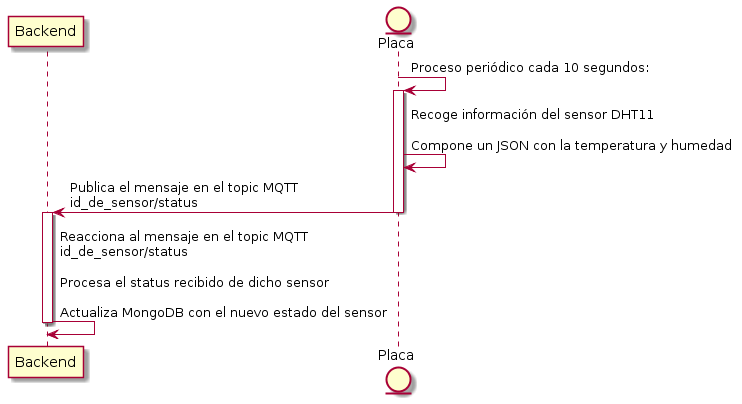 Backend
Placa
Proceso periódico cada 10 segundos:
Recoge información del sensor DHT11
Compone un JSON con la temperatura y humedad
Publica el mensaje en el topic MQTT
id_de_sensor/status
Reacciona al mensaje en el topic MQTT
id_de_sensor/status
Procesa el status recibido de dicho sensor
Actualiza MongoDB con el nuevo estado del sensor
Backend
Placa